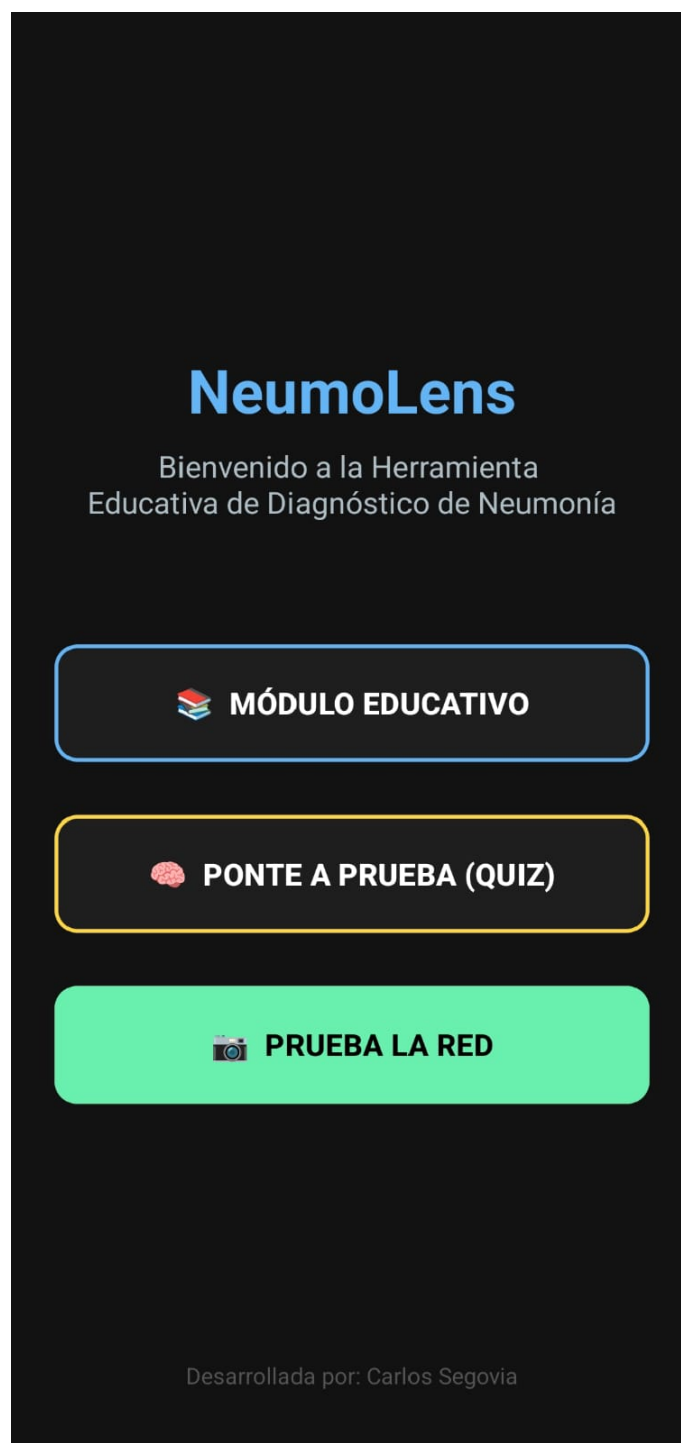 NeumoLens
Bienvenido a la Herramienta
Educativa de Diagnóstico de Neumonía
📚 MÓDULO EDUCATIVO
🧠 PONTE A PRUEBA (QUIZ)
📷 PRUEBA LA RED
Desarrollada por: Carlos Segovia